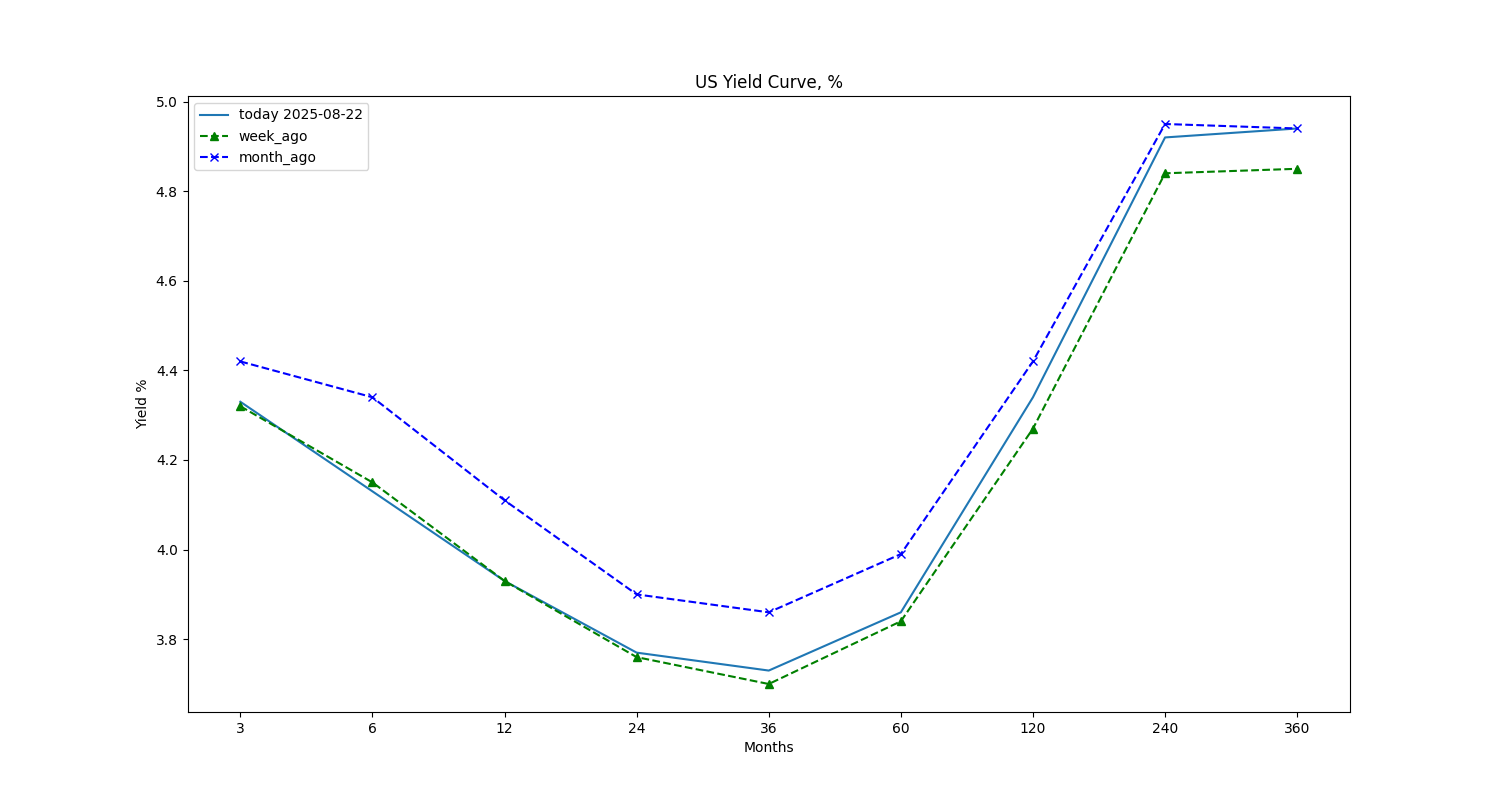 US Yield Curve, %
today 2025-08-22
week_ago
month_ago
5.0
4.8
4.6
4.4
4.2
4.0
3.8
Yield %
3 6 12 24 36 60 120 240 360
Months